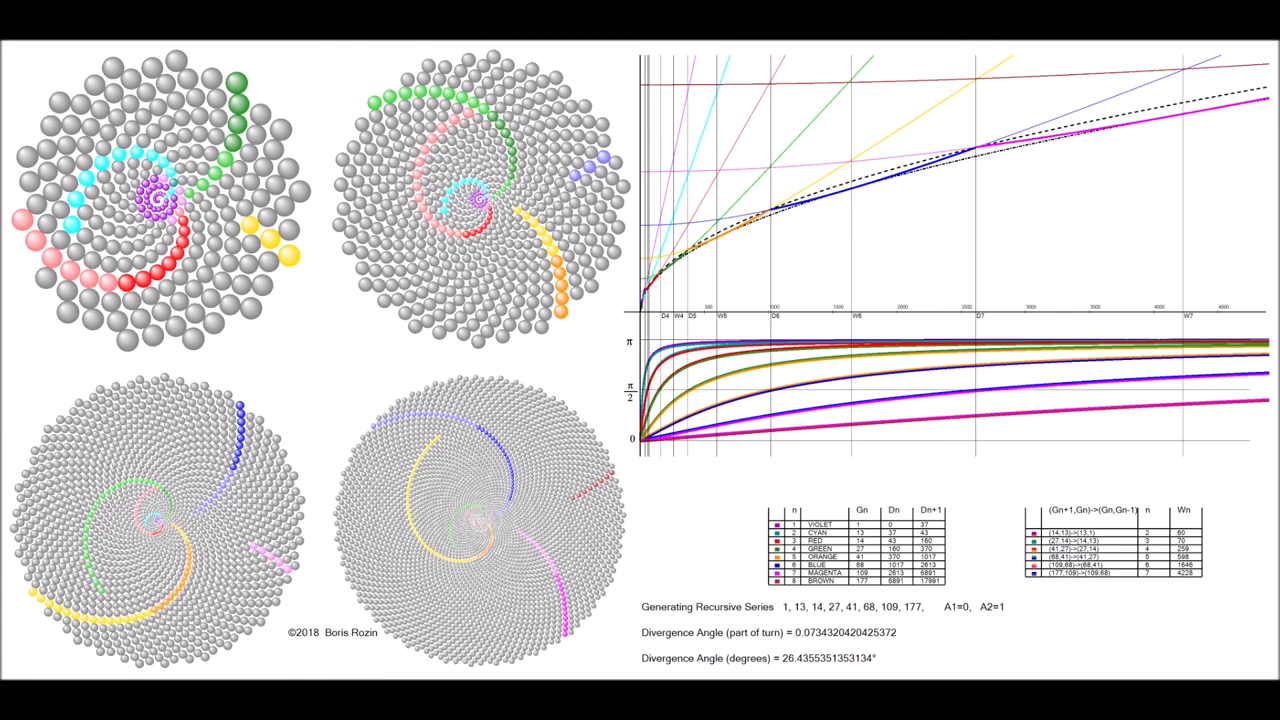 500 1000 1500 2000 2500 3000 3500 4000 4500
D4 W4 D5 W5 D6 W6 D7 W7
π
π
2
0
n Gn Dn Dn+1
1 VIOLET 1 0 37
2 CYAN 13 37 43
3 RED 14 43 160
4 GREEN 27 160 370
5 ORANGE 41 370 1017
6 BLUE 68 1017 2613
7 MAGENTA 109 2613 6891
8 BROWN 177 6891 17991
(Gn+1,Gn)->(Gn,Gn-1) n Wn
(14,13)->(13,1) 2 60
(27,14)->(14,13) 3 70
(41,27)->(27,14) 4 259
(68,41)->(41,27) 5 598
(109,68)->(68,41) 6 1646
(177,109)->(109,68) 7 4228
Generating Recursive Series 1, 13, 14, 27, 41, 68, 109, 177, A1=0, A2=1
©2018 Boris Rozin
Divergence Angle (part of turn) = 0.0734320420425372
Divergence Angle (degrees) = 26.4355351353134°